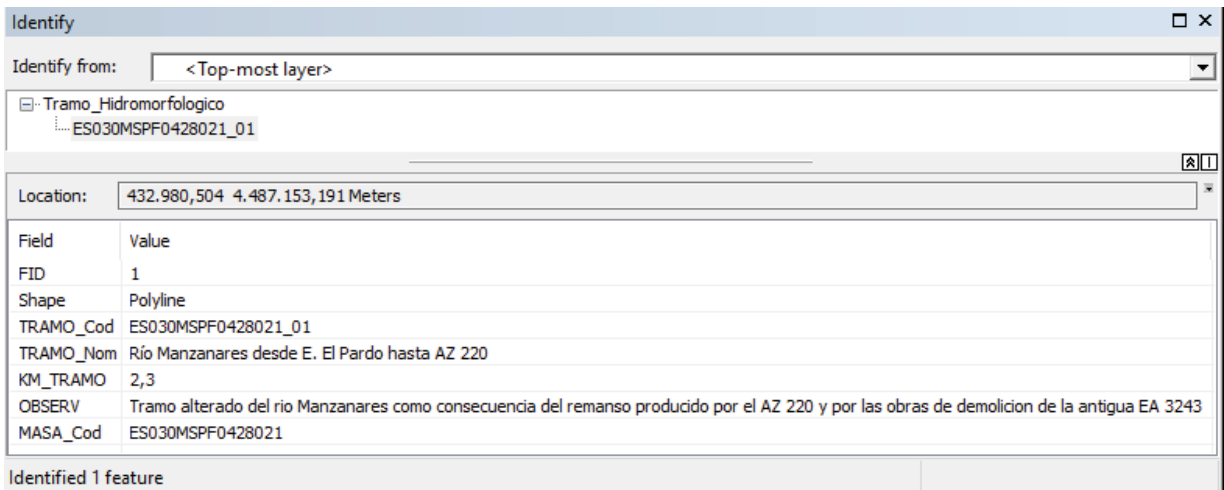 Identify
Identify from: <Top-most layer>
Tramo_Hidromorfologico
ES030MSPF0428021_01
Location: 432.980,504 4.487.153,191 Meters
Field Value
FID 1
Shape Polyline
TRAMO_Cod ES030MSPF0428021_01
TRAMO_Nom Río Manzanares desde E. El Pardo hasta AZ 220
KM_TRAMO 2,3
OBSERV Tramo alterado del rio Manzanares como consecuencia del remanso producido por el AZ 220 y por las obras de demolicion de la antigua EA 3243
MASA_Cod ES030MSPF0428021
Identified 1 feature